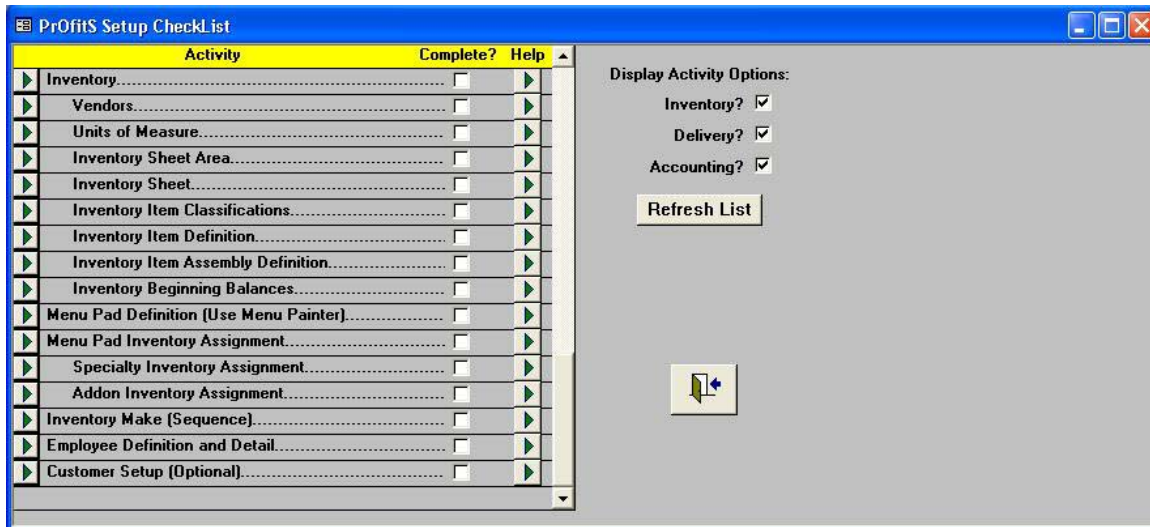 PrOfitS Setup CheckList
Activity Complete? Help
Inventory
Vendors
Units of Measure
Inventory Sheet Area
Inventory Sheet
Inventory Item Classifications
Inventory Item Definition
Inventory Item Assembly Definition
Inventory Beginning Balances
Menu Pad Definition (Use Menu Painter)
Menu Pad Inventory Assignment
Specialty Inventory Assignment
Addon Inventory Assignment
Inventory Make (Sequence)
Employee Definition and Detail
Customer Setup (Optional)
Display Activity Options:
Inventory?
Delivery?
Accounting?
Refresh List